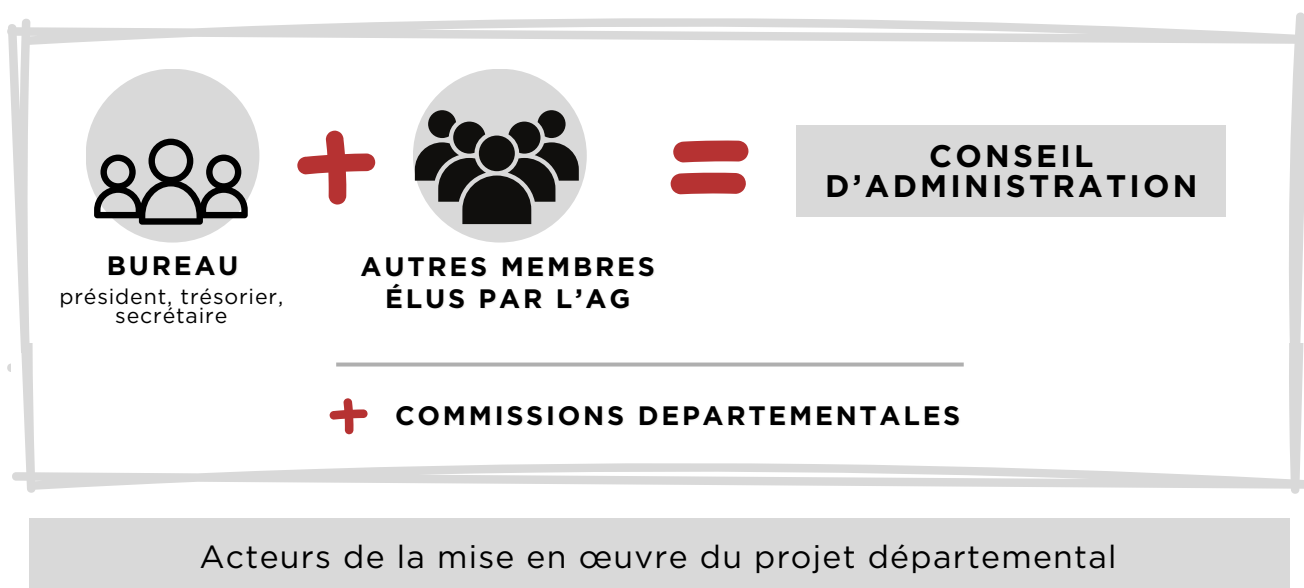 BUREAU
président, trésorier,
secrétaire
AUTRES MEMBRES
ÉLUS PAR L’AG
CONSEIL
D’ADMINISTRATION
COMMISSIONS DEPARTEMENTALES
Acteurs de la mise en œuvre du projet départemental